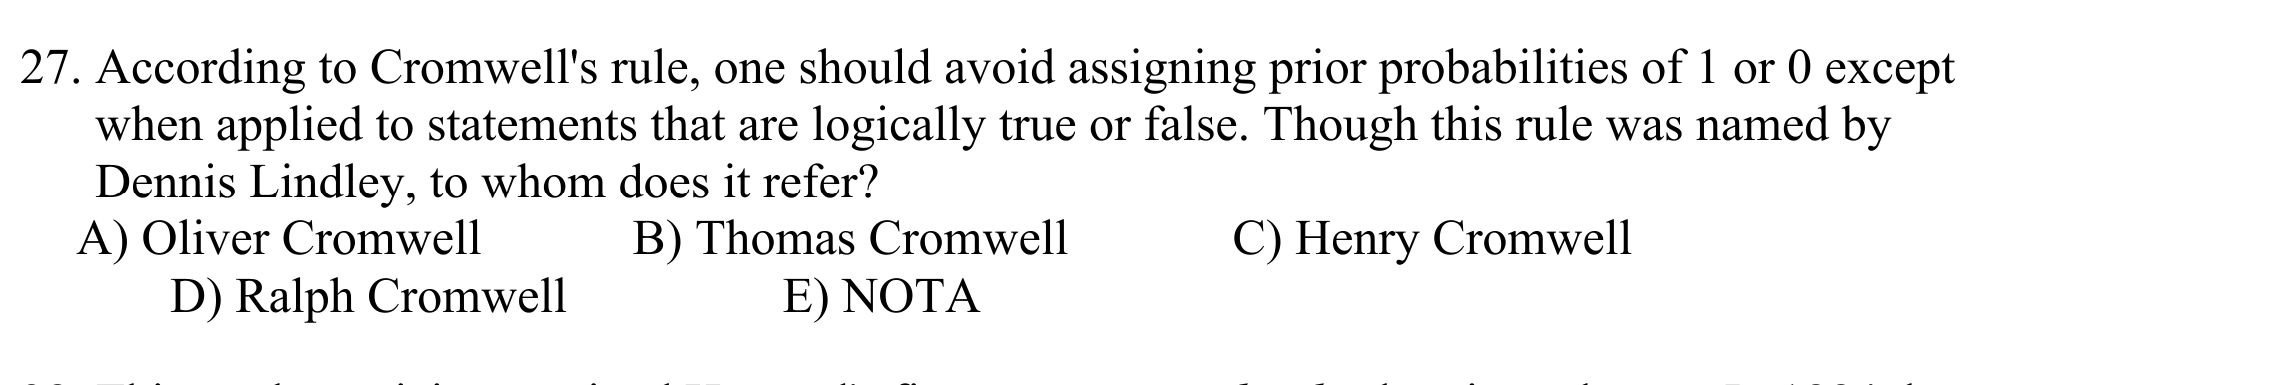 27. According to Cromwell's rule, one should avoid assigning prior probabilities of 1 or 0 except
when applied to statements that are logically true or false. Though this rule was named by
Dennis Lindley, to whom does it refer?
A) Oliver Cromwell B) Thomas Cromwell C) Henry Cromwell
D) Ralph Cromwell E) NOTA